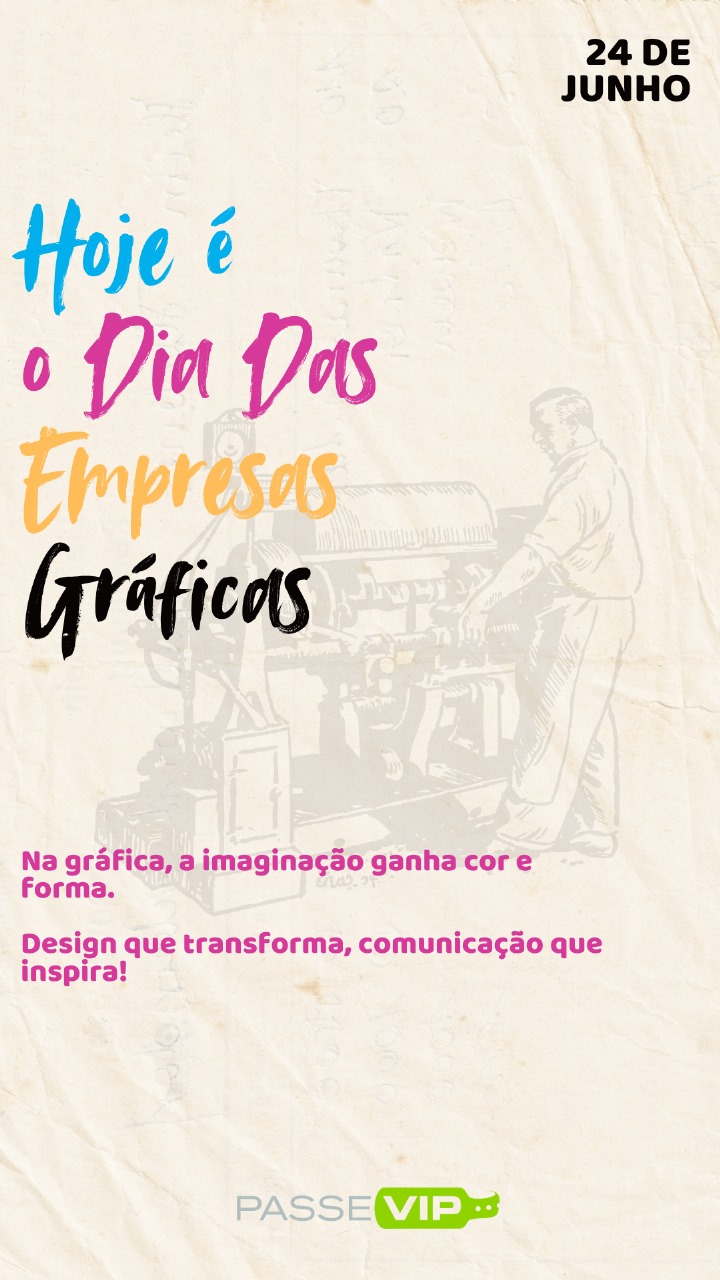 24 DE
JUNHO
Hoje é
o Dia Das
Empresas
Gráficas
Na gráfica, a imaginação ganha cor e
forma.
Design que transforma, comunicação que
inspira!
PASSEVIP